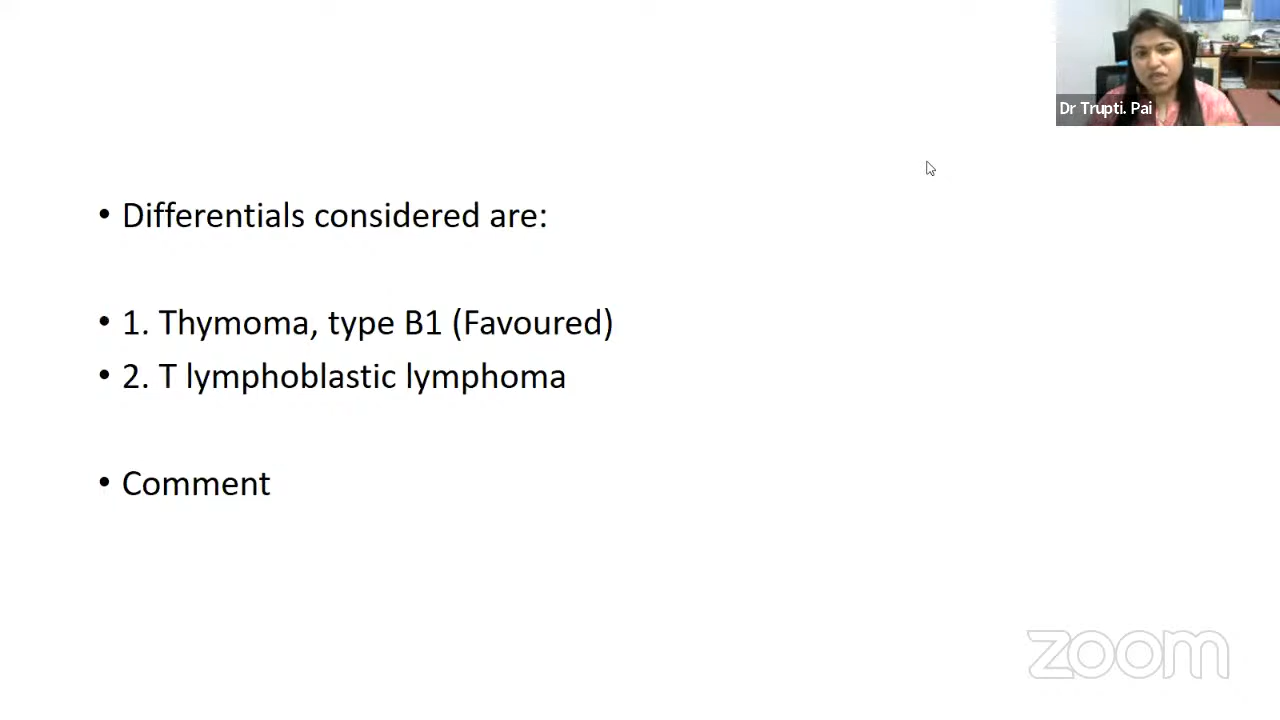 Dr Trupti. Pai
• Differentials considered are:
• 1. Thymoma, type B1 (Favoured)
• 2. T lymphoblastic lymphoma
• Comment
zoom